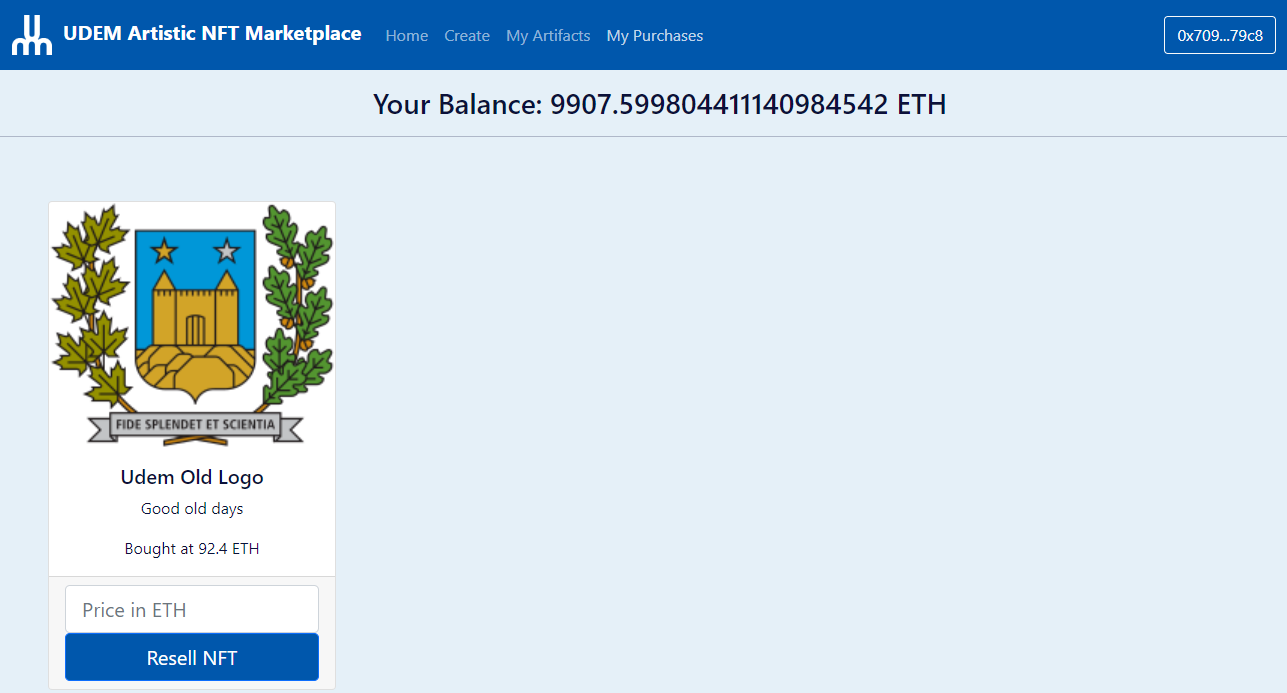 UDEM Artistic NFT Marketplace Home Create My Artifacts My Purchases 0x709...79c8
Your Balance: 9907.599804411140984542 ETH
FIDE SPLENDET ET SCIENTIA
Udem Old Logo
Good old days
Bought at 92.4 ETH
Price in ETH
Resell NFT